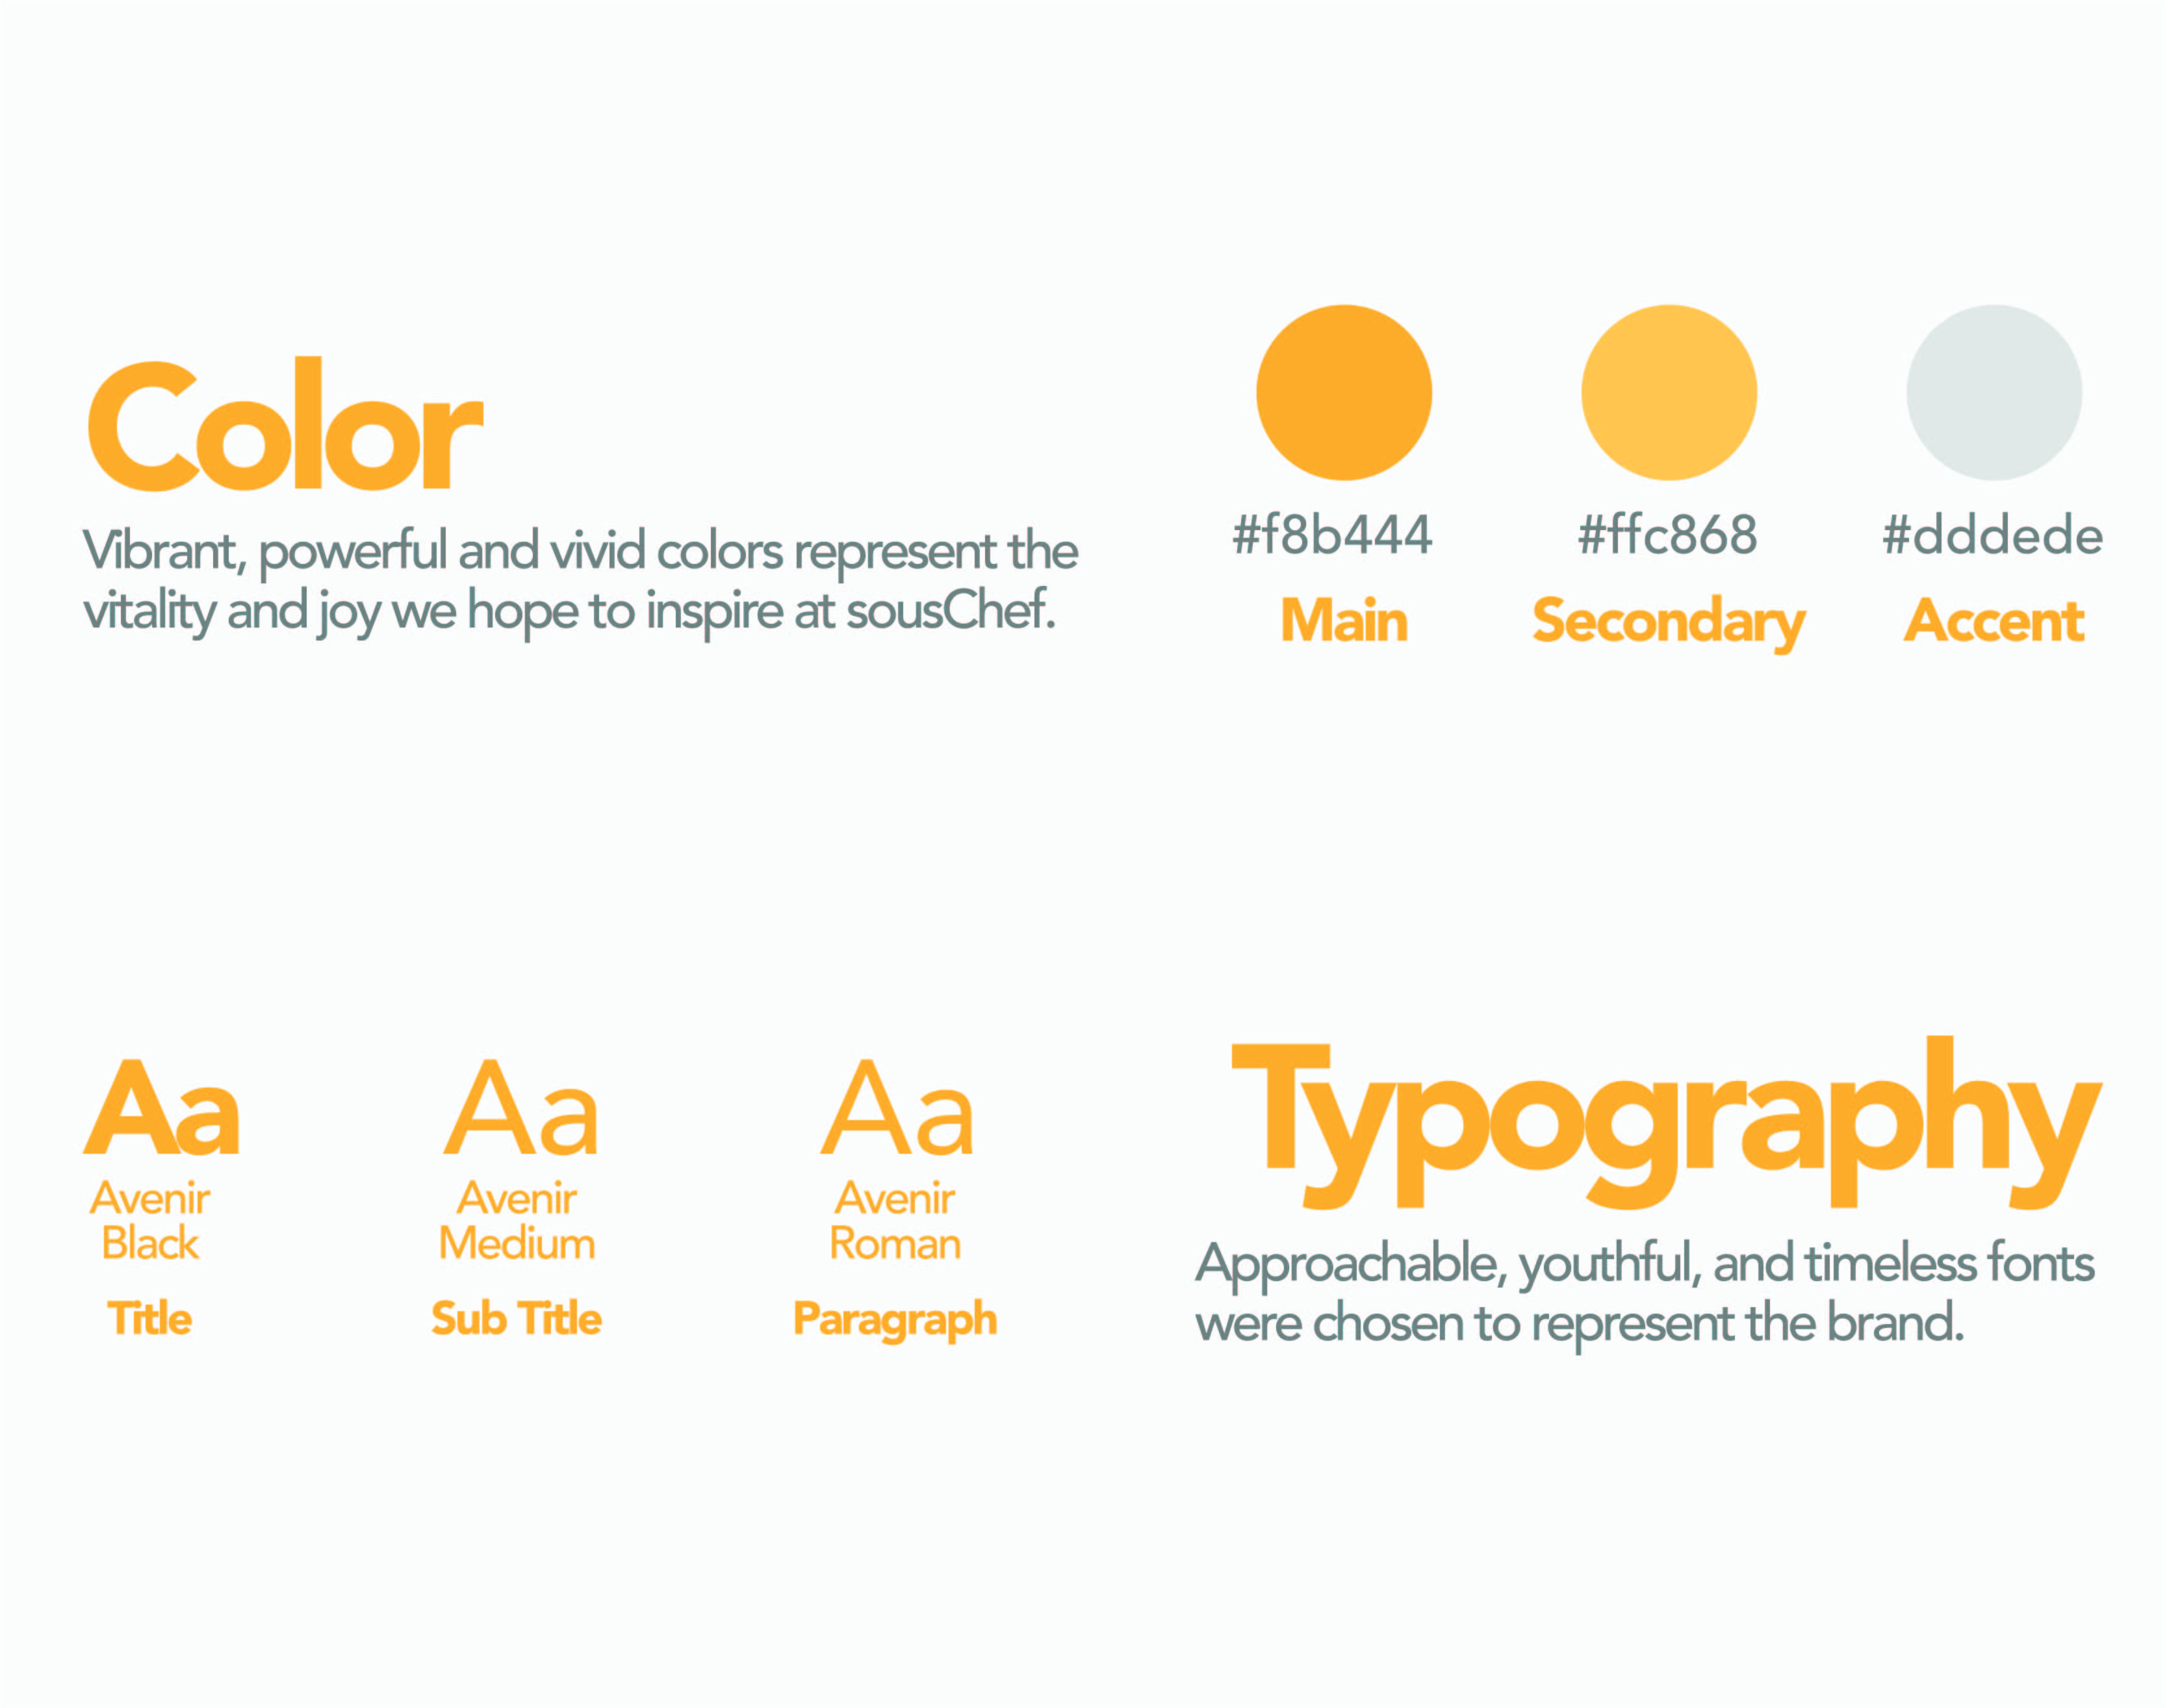 Color
Vibrant, powerful and vivid colors represent the
vitality and joy we hope to inspire at sousChef.
#f8b444
Main
#ffc868
Secondary
#dddede
Accent
Aa
Avenir
Black
Title
Aa
Avenir
Medium
Sub Title
Aa
Avenir
Roman
Paragraph
Typography
Approachable, youthful, and timeless fonts
were chosen to represent the brand.